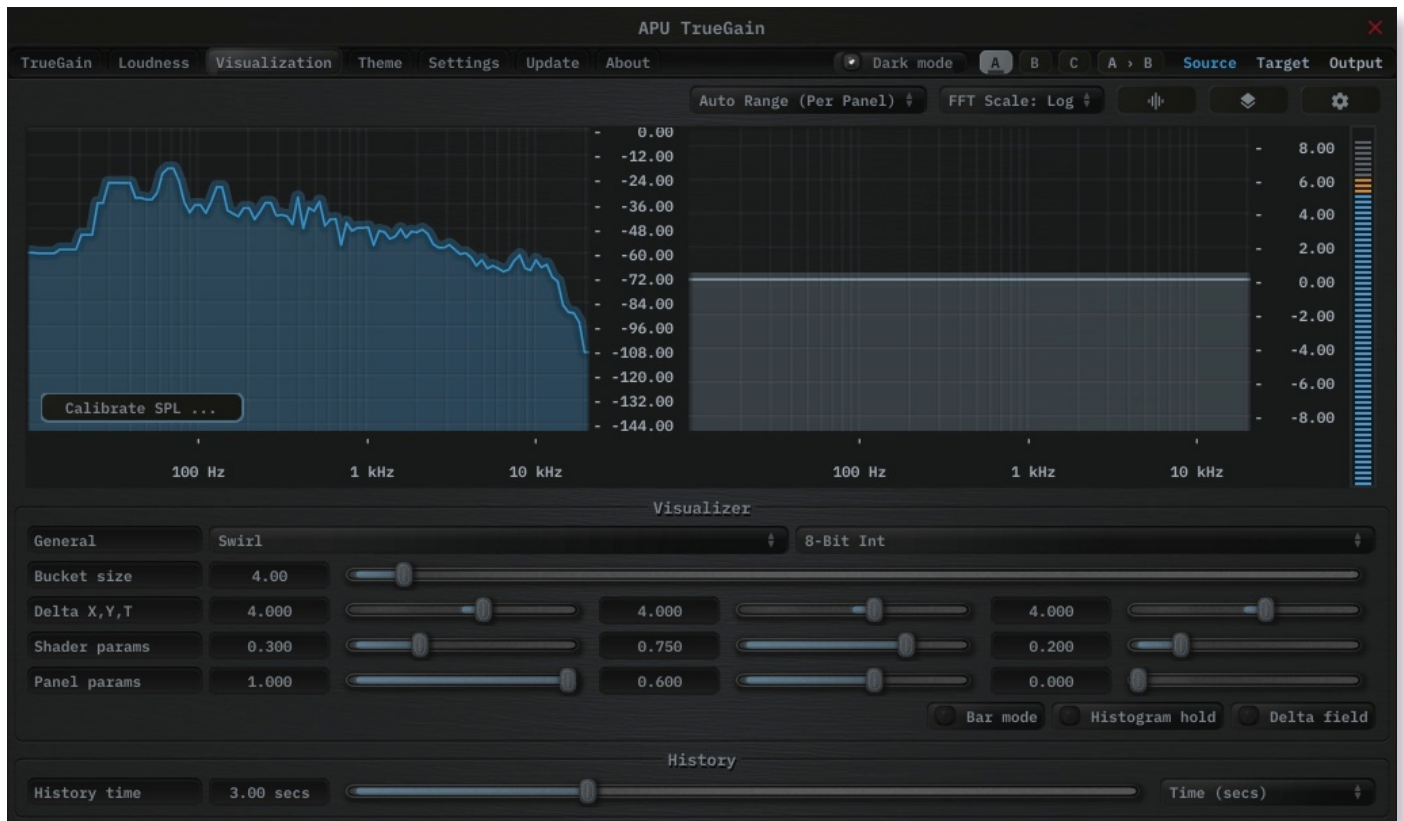 APU TrueGain
TrueGain Loudness Visualization Theme Settings Update About Dark mode A B C A › B Source Target Output
Auto Range (Per Panel) FFT Scale: Log
0.00
-12.00
-24.00
-36.00
-48.00
-60.00
-72.00
-84.00
-96.00
-108.00
-120.00
-132.00
-144.00
8.00
6.00
4.00
2.00
0.00
-2.00
-4.00
-6.00
-8.00
Calibrate SPL ...
100 Hz 1 kHz 10 kHz 100 Hz 1 kHz 10 kHz
Visualizer
General Swirl 8-Bit Int
Bucket size 4.00
Delta X,Y,T 4.000 4.000 4.000
Shader params 0.300 0.750 0.200
Panel params 1.000 0.600 0.000
Bar mode Histogram hold Delta field
History
History time 3.00 secs Time (secs)